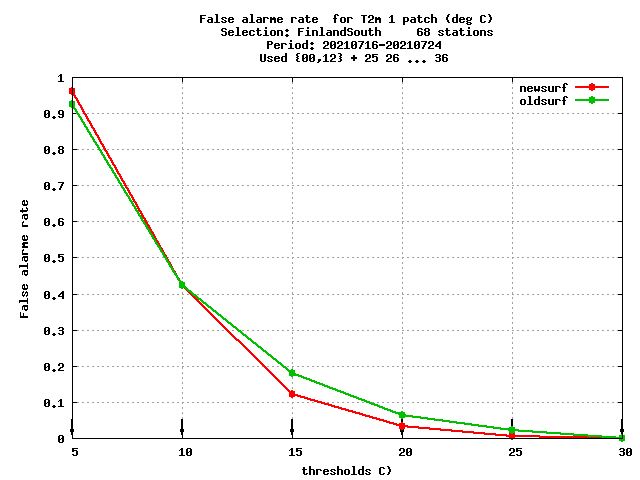 False alarme rate  for T2m 1 patch (deg C)
Selection: FinlandSouth     68 stations
Period: 20210716-20210724
Used {00,12} + 25 26 ... 36
newsurf
oldsurf
1
0.9
0.8
0.7
0.6
0.5
0.4
0.3
0.2
0.1
0
False alarme rate
5 10 15 20 25 30
thresholds C)